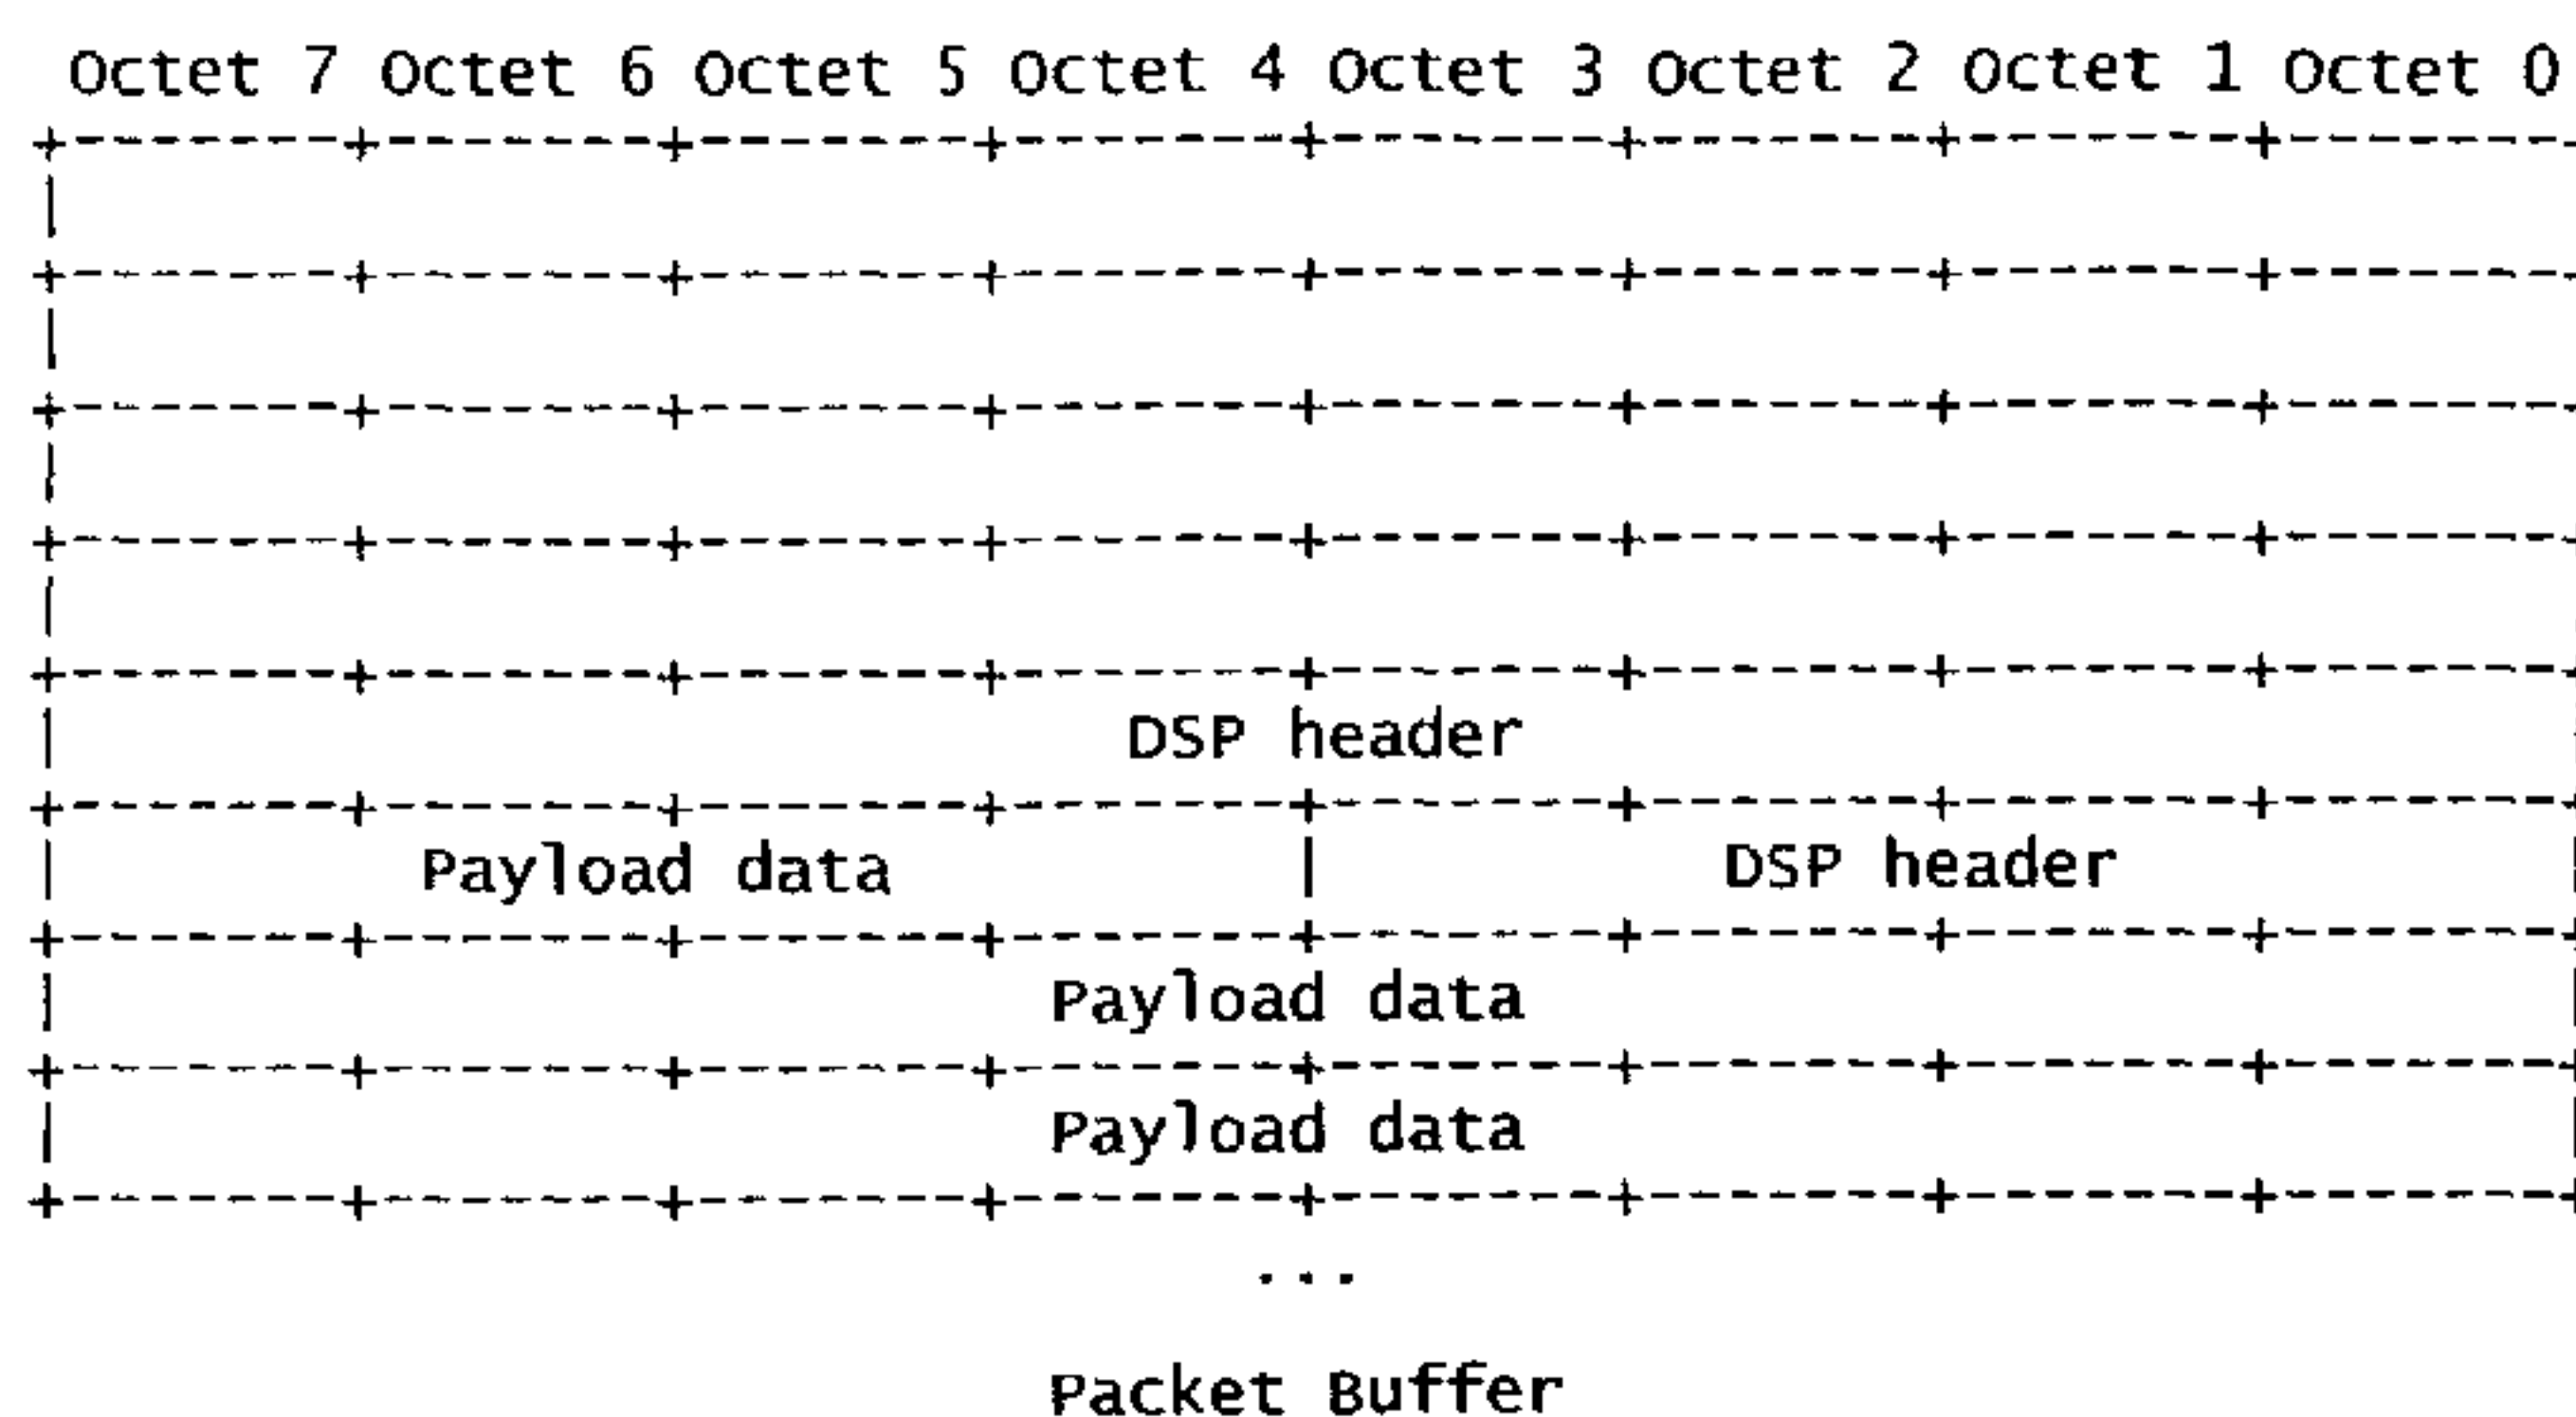 Octet 7 Octet 6 Octet 5 Octet 4 Octet 3 Octet 2 Octet 1 Octet 0
DSP header
Payload data | DSP header
Payload data
Payload data
...
Packet Buffer